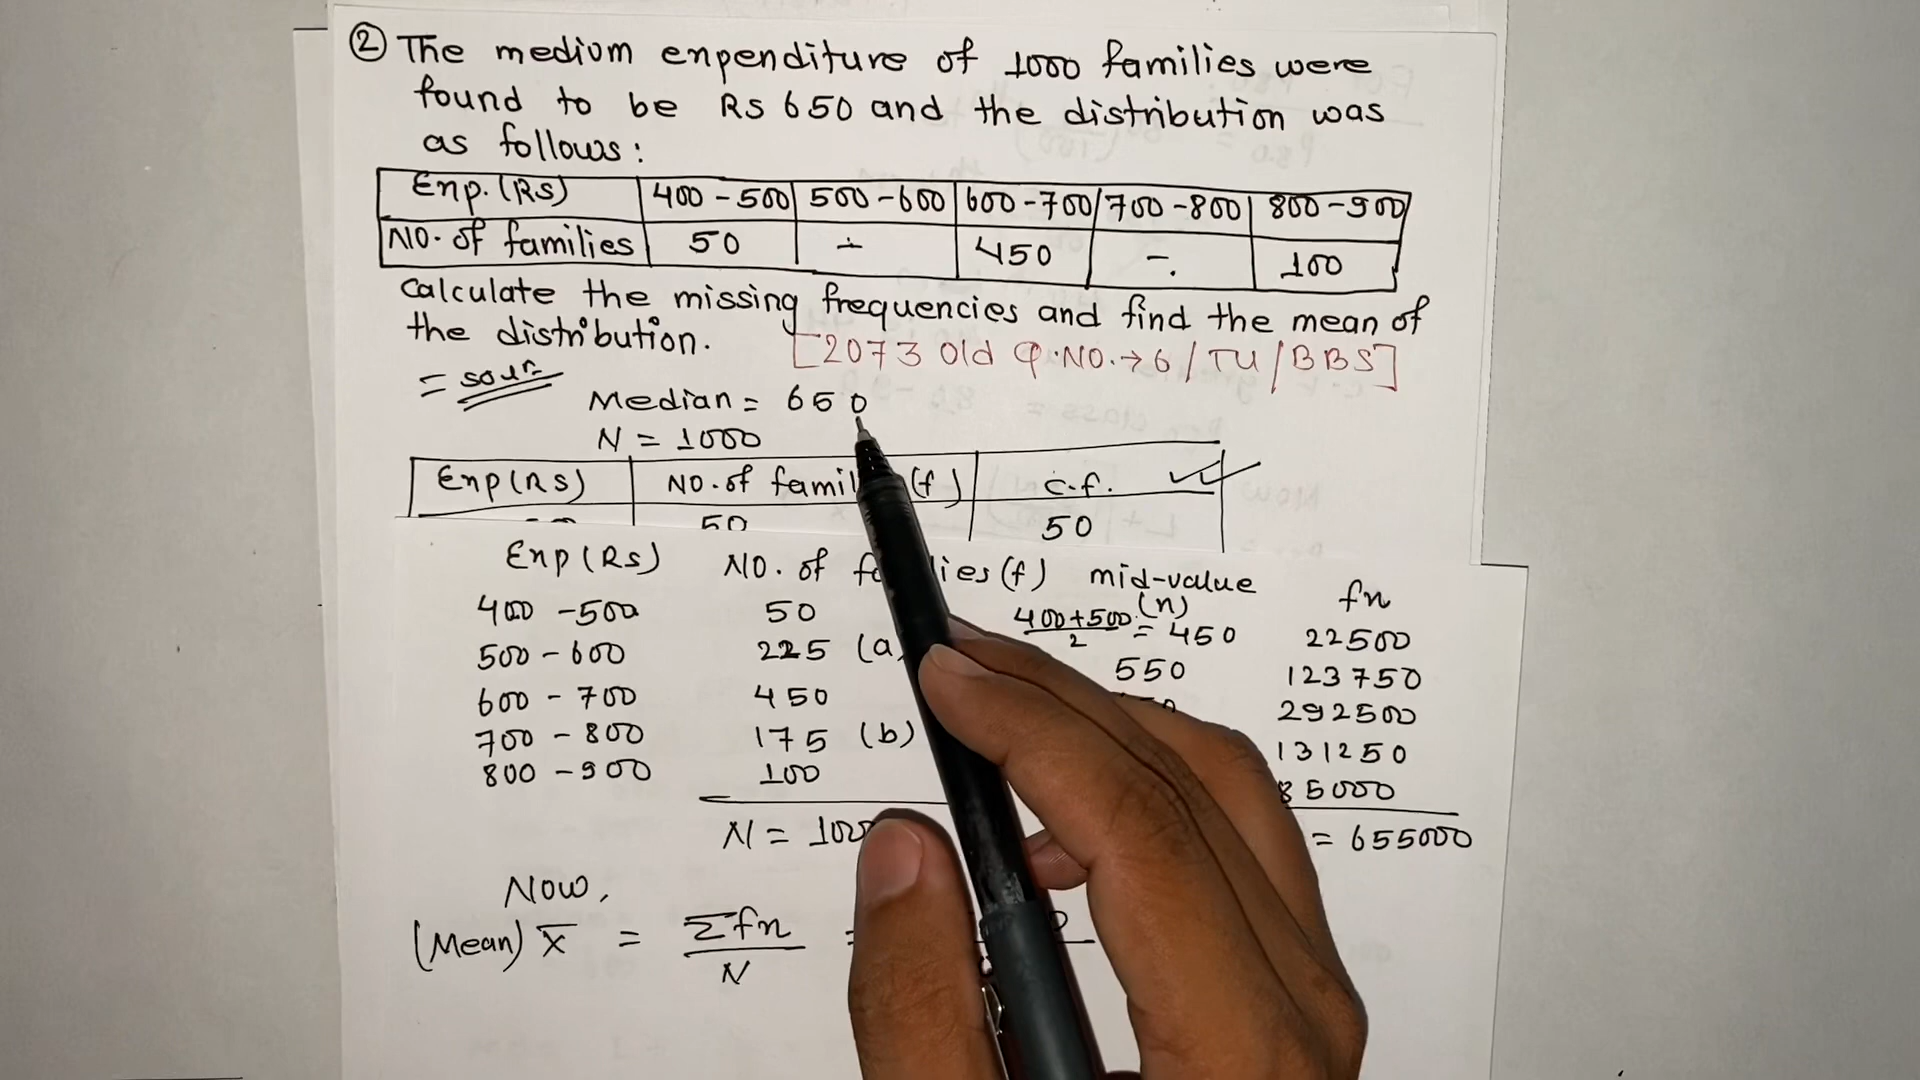 ② The mediom enpenditure of 1000 families were
found to be Rs 650 and the distribution was
as follows:
Enp. (Rs) 400 - 500 500 - 600 600 - 700 700 - 800 800 - 900
NO. of families 50 - 450 -. 100
calculate the missing frequencies and find the mean of
the distribution. [2073 Old Q.NO.→6/TU/BBS]
= soun
Median = 650
N = 1000
Enp (Rs) NO. of famil (f) c.f.
50 50
Enp (Rs) NO. of fa ies (f) mid-value (n) fn
400 - 500 50 400+500/2 = 450 22500
500 - 600 225 (a) 550 123750
600 - 700 450 292500
700 - 800 175 (b) 131250
800 - 900 100 85000
N = 100 = 655000
Now,
(Mean) X̅ = Σfn/N =